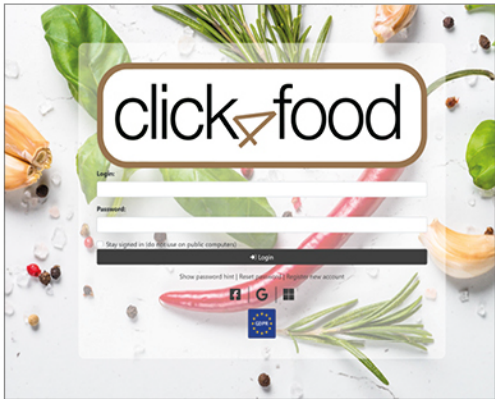 click4food
Login:
Password:
Stay signed in (do not use on public computers)
Login
Show password hint | Reset password | Register new account
G
GDPR